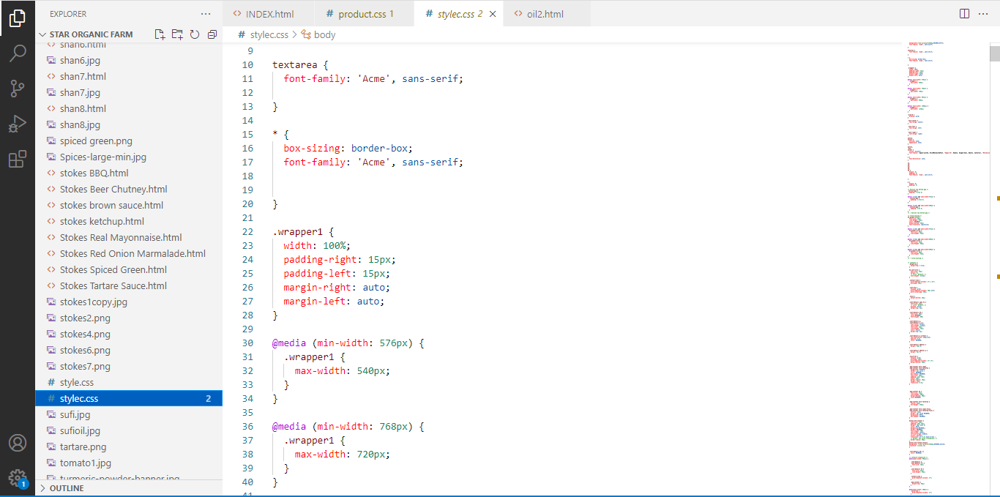 EXPLORER
···
<> INDEX.html
# product.css 1
# stylec.css 2 ×
<> oil2.html
STAR ORGANIC FARM
# stylec.css > body
shan6.html
shan6.jpg
shan7.html
shan7.jpg
shan8.html
shan8.jpg
spiced green.png
Spices-large-min.jpg
stokes BBQ.html
Stokes Beer Chutney.html
stokes brown sauce.html
stokes ketchup.html
Stokes Real Mayonnaise.html
Stokes Red Onion Marmalade.html
Stokes Spiced Green.html
Stokes Tartare Sauce.html
stokes1copy.jpg
stokes2.png
stokes4.png
stokes6.png
stokes7.png
# style.css
# stylec.css 2
sufi.jpg
sufioil.jpg
tartare.png
tomato1.jpg
turmeric-powder-banner.jpg
OUTLINE
1
9
10 textarea {
11 font-family: 'Acme', sans-serif;
12
13 }
14
15 * {
16 box-sizing: border-box;
17 font-family: 'Acme', sans-serif;
18
19
20 }
21
22 .wrapper1 {
23 width: 100%;
24 padding-right: 15px;
25 padding-left: 15px;
26 margin-right: auto;
27 margin-left: auto;
28 }
29
30 @media (min-width: 576px) {
31 .wrapper1 {
32 max-width: 540px;
33 }
34 }
35
36 @media (min-width: 768px) {
37 .wrapper1 {
38 max-width: 720px;
39 }
40 }
41